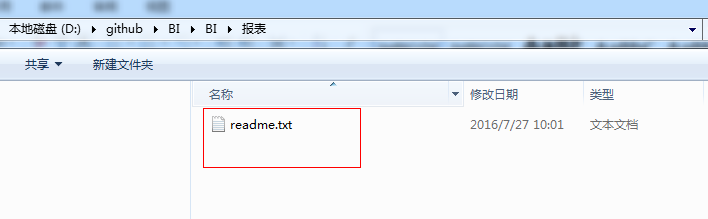 本地磁盘 (D:) ▸ github ▸ BI ▸ BI ▸ 报表
共享 新建文件夹
名称 修改日期 类型
readme.txt 2016/7/27 10:01 文本文档